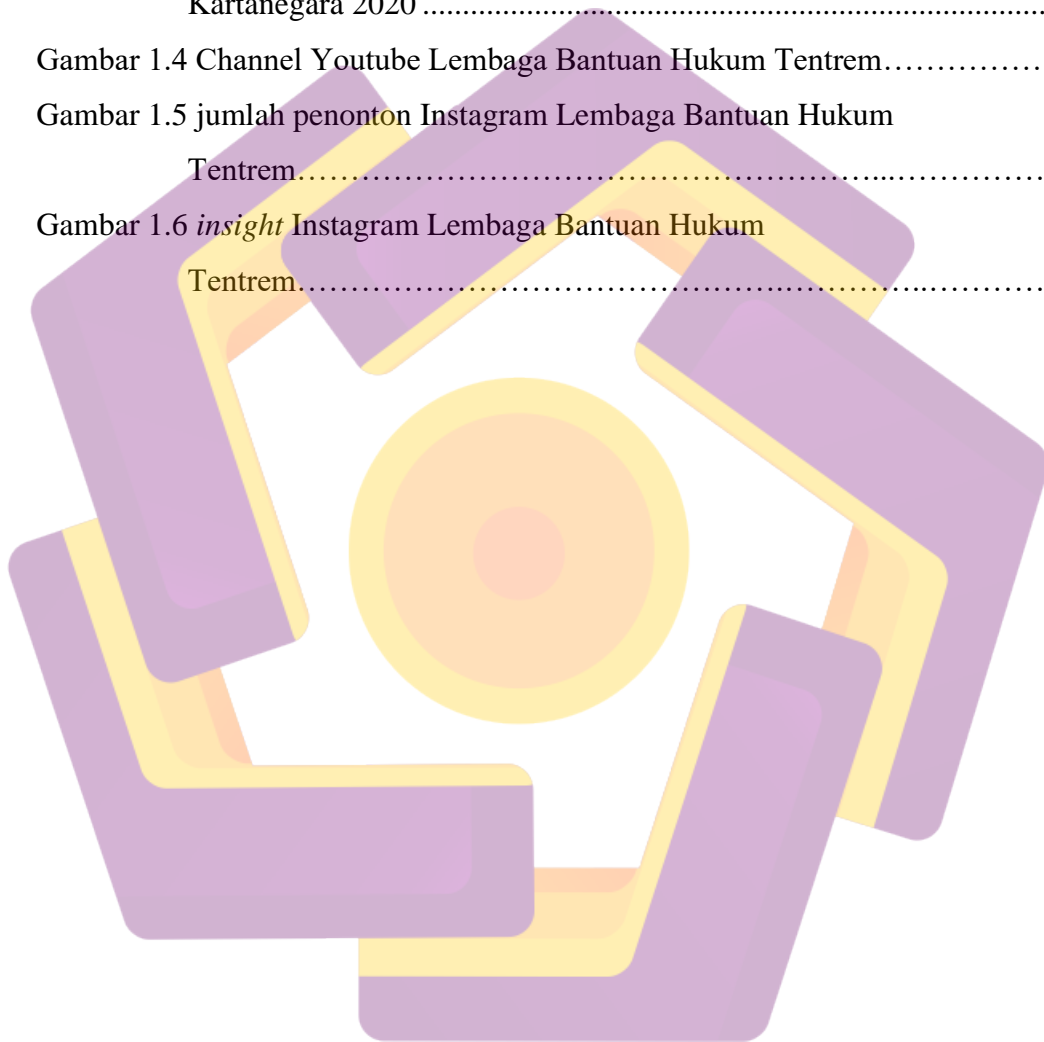 Kartanegara 2020 ................................................................................
Gambar 1.4 Channel Youtube Lembaga Bantuan Hukum Tentrem……………
Gambar 1.5 jumlah penonton Instagram Lembaga Bantuan Hukum
Tentrem…………………………………………………...……………
Gambar 1.6 insight Instagram Lembaga Bantuan Hukum
Tentrem…………………………………………………..……………